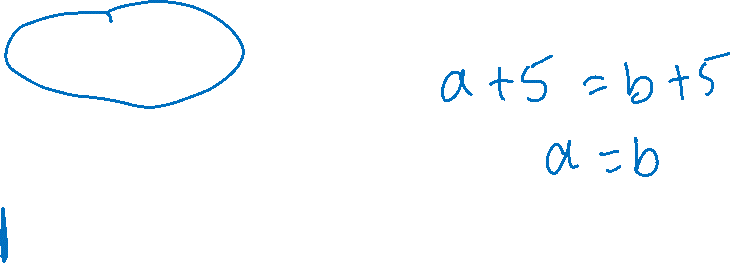 a + 5 = b + 5
a = b